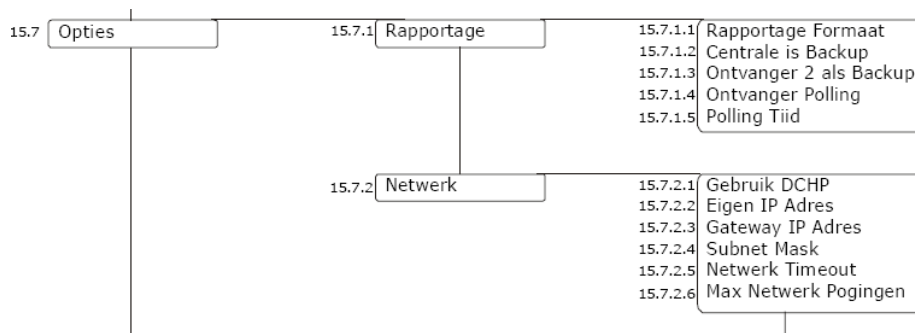 15.7 Opties
15.7.1 Rapportage
15.7.1.1 Rapportage Formaat
15.7.1.2 Centrale is Backup
15.7.1.3 Ontvanger 2 als Backup
15.7.1.4 Ontvanger Polling
15.7.1.5 Polling Tiid
15.7.2 Netwerk
15.7.2.1 Gebruik DCHP
15.7.2.2 Eigen IP Adres
15.7.2.3 Gateway IP Adres
15.7.2.4 Subnet Mask
15.7.2.5 Netwerk Timeout
15.7.2.6 Max Netwerk Pogingen